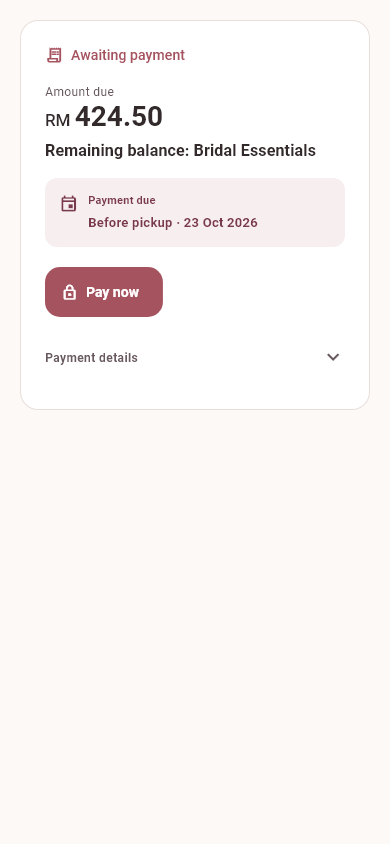 Awaiting payment
Amount due
RM 424.50
Remaining balance: Bridal Essentials
Payment due
Before pickup · 23 Oct 2026
Pay now
Payment details